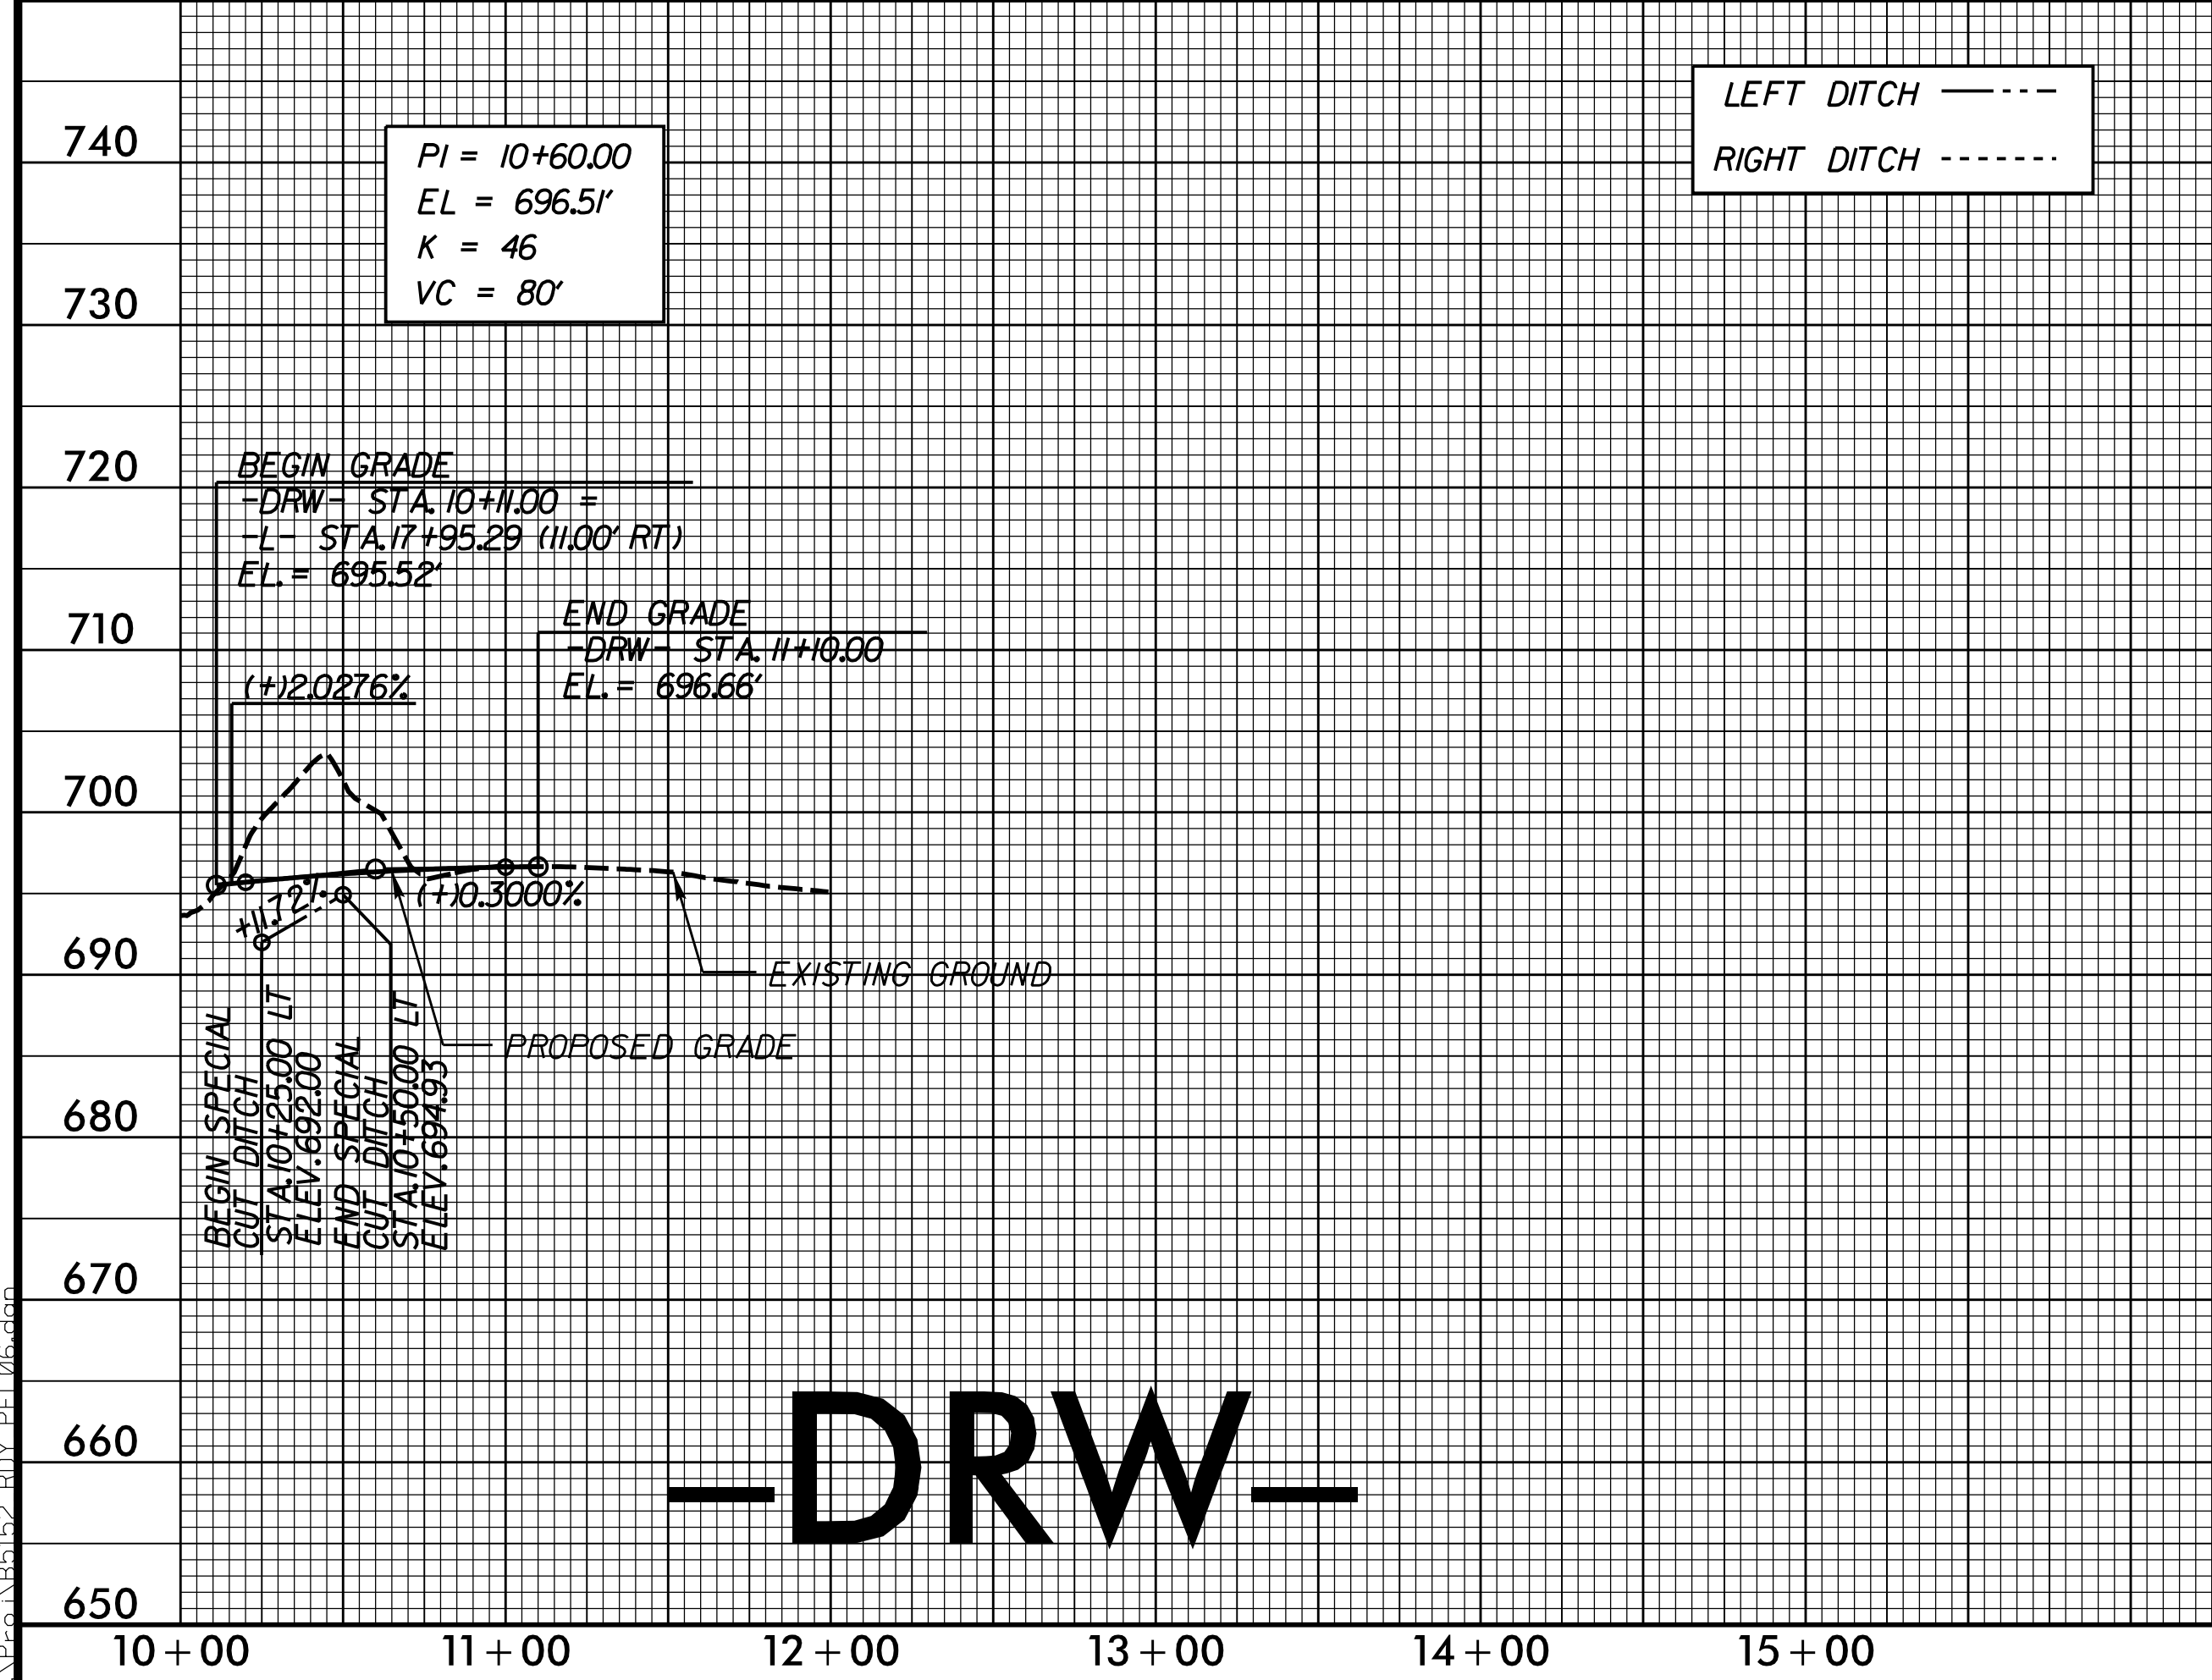 LEFT DITCH
RIGHT DITCH
740
730
720
710
700
690
680
670
660
650
PI = 10+60.00
EL = 696.51'
K = 46
VC = 80'
BEGIN GRADE
-DRW- STA. 10+11.00 =
-L- STA. 17+95.29 (11.00' RT)
EL. = 695.52'
END GRADE
-DRW- STA. 11+10.00
EL. = 696.66'
(+)2.0276%
+11.72%
(+)0.3000%
EXISTING GROUND
PROPOSED GRADE
BEGIN SPECIAL
CUT DITCH
STA. 10+25.00 LT
ELEV. 692.00
END SPECIAL
CUT DITCH
STA. 10+50.00 LT
ELEV. 694.93
-DRW-
10+00
11+00
12+00
13+00
14+00
15+00